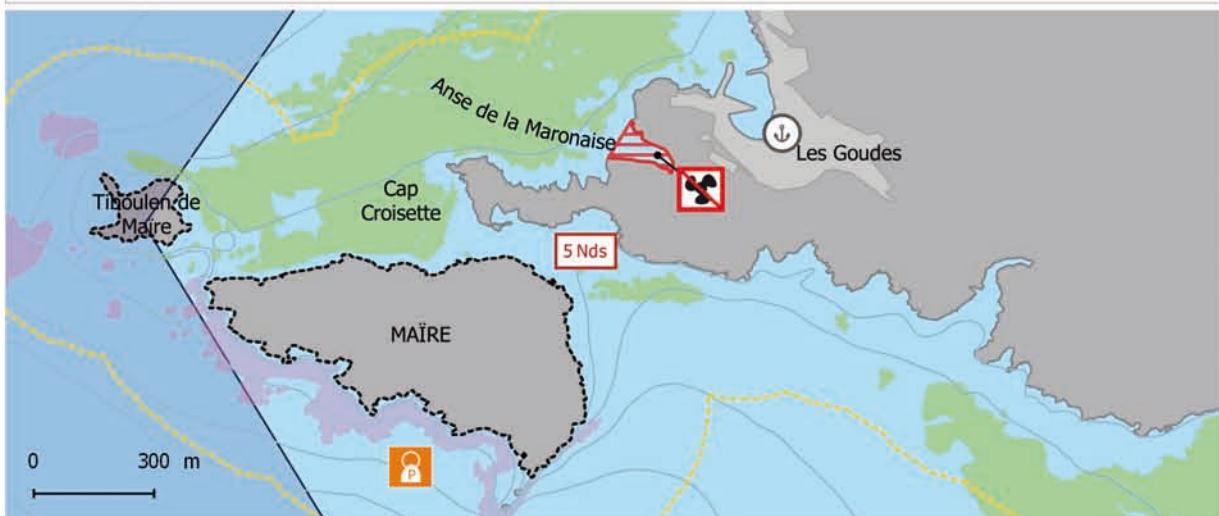 Anse de la Maronaise
Les Goudes
Tiboulen de
Maïre
Cap
Croisette
5 Nds
MAÏRE
P
0 300 m